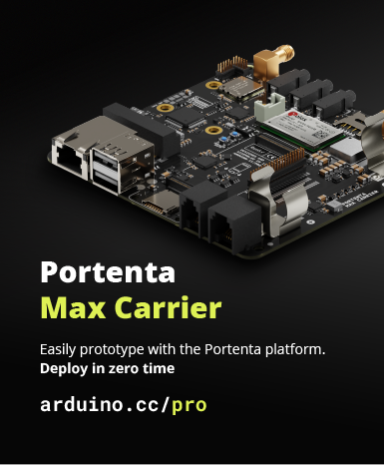 Portenta
Max Carrier
Easily prototype with the Portenta platform.
Deploy in zero time
arduino.cc/pro